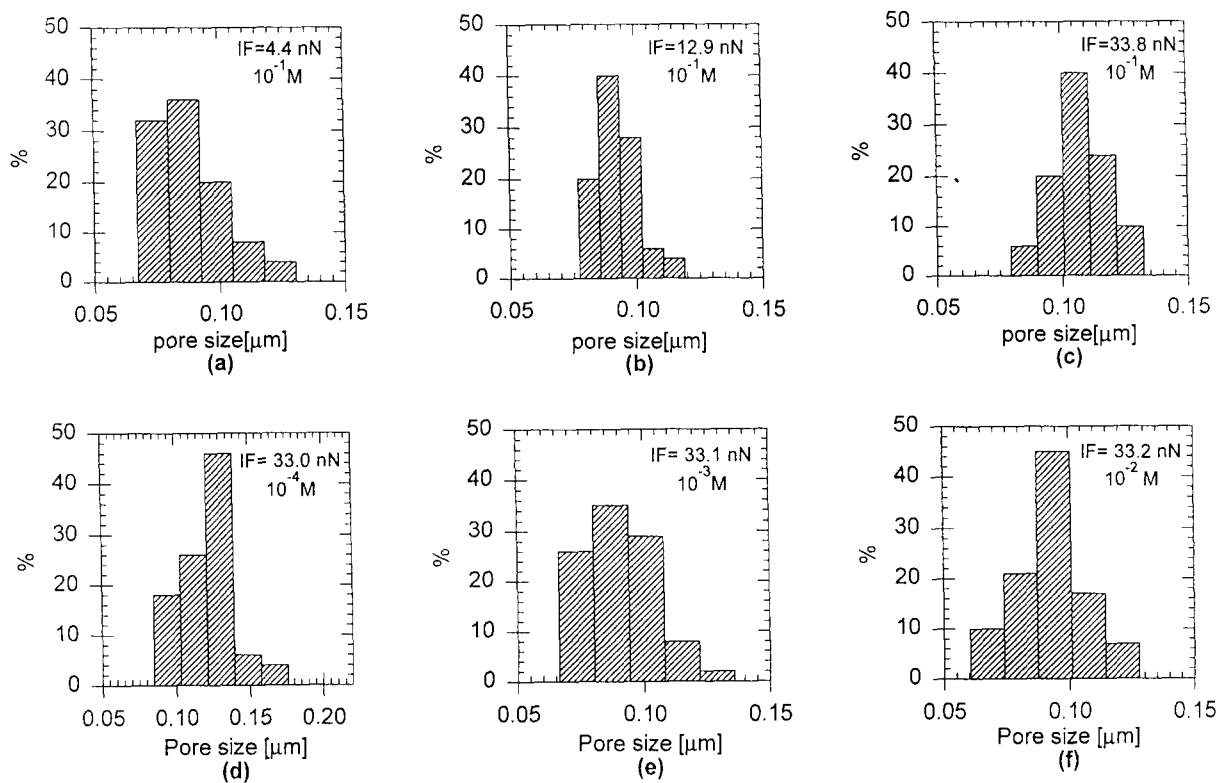 50
40
30
20
10
0
%
IF=4.4 nN
10⁻¹M
0.05 0.10 0.15
pore size[μm]
(a)
50
40
30
20
10
0
%
IF=12.9 nN
10⁻¹M
0.05 0.10 0.15
pore size[μm]
(b)
50
40
30
20
10
0
%
IF=33.8 nN
10⁻¹M
0.05 0.10 0.15
pore size[μm]
(c)
50
40
30
20
10
0
%
IF= 33.0 nN
10⁻⁴M
0.05 0.10 0.15 0.20
Pore size [μm]
(d)
50
40
30
20
10
0
%
IF= 33.1 nN
10⁻³M
0.05 0.10 0.15
Pore size [μm]
(e)
50
40
30
20
10
0
%
IF= 33.2 nN
10⁻² M
0.05 0.10 0.15
Pore size [μm]
(f)